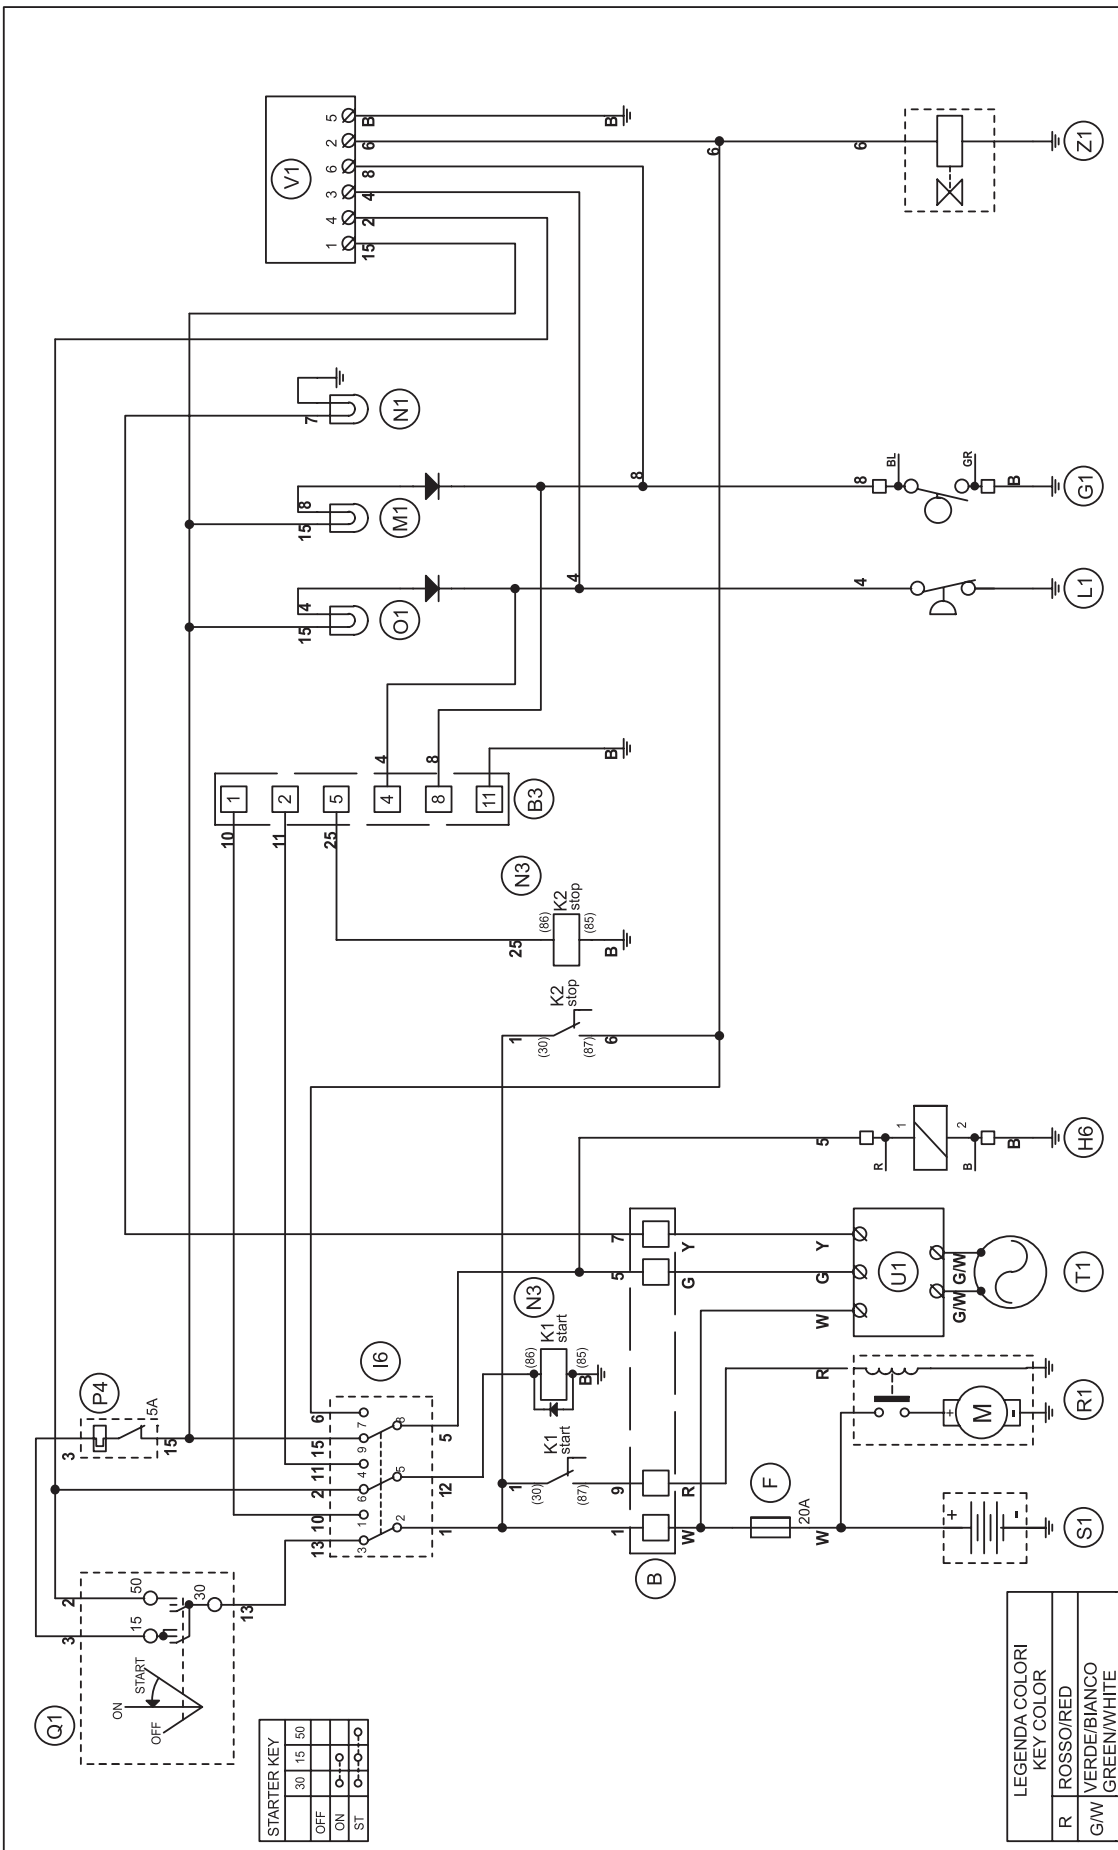 Q1
ON
OFF
START
15
50
30
3
2
13
STARTER KEY
30 15 50
OFF
ON
ST
P4
3
5A
15
I6
13 10 2 11 15 6
3 1 6 4 9 7
2 5 8
1 12 5
10 11 25
1 2 5 4 8 11
4 8
B
B3
15 4
O1
15 8
M1
7
N1
V1
1 4 3 6 2 5
15 2 4 8 6 B
B
N3
K2
stop
(86)
(85)
25
B
K2
stop
(30)
(87)
1
6
N3
K1
start
(86)
(85)
B
K1
start
(30)
(87)
1
9
B
1
W
R
5
G
7
Y
F
20A
W
S1
+
-
R
M
+
-
R1
W G Y
U1
G/W G/W
T1
5
R
1
2
B
B
H6
4
4
L1
8
8
BL
GR
B
G1
6
6
Z1
LEGENDA COLORI
KEY COLOR
R ROSSO/RED
G/W VERDE/BIANCO
GREEN/WHITE